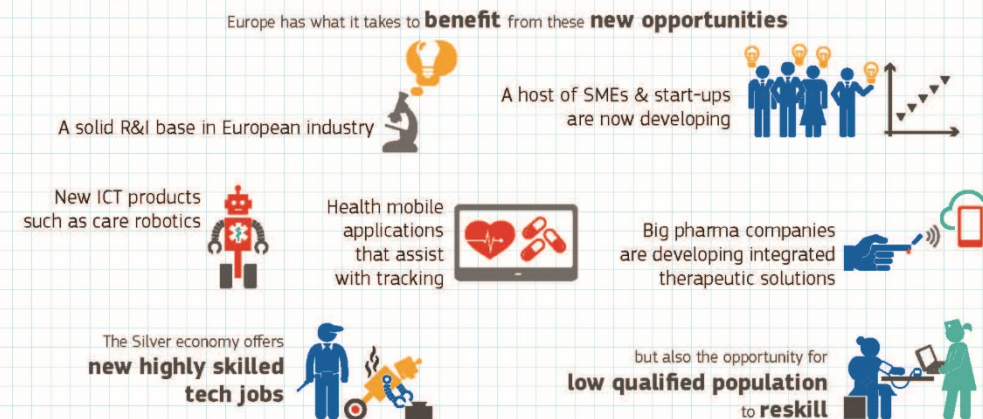 Europe has what it takes to benefit from these new opportunities
A solid R&I base in European industry
A host of SMEs & start-ups
are now developing
New ICT products
such as care robotics
Health mobile
applications
that assist
with tracking
Big pharma companies
are developing integrated
therapeutic solutions
The Silver economy offers
new highly skilled
tech jobs
but also the opportunity for
low qualified population
to reskill